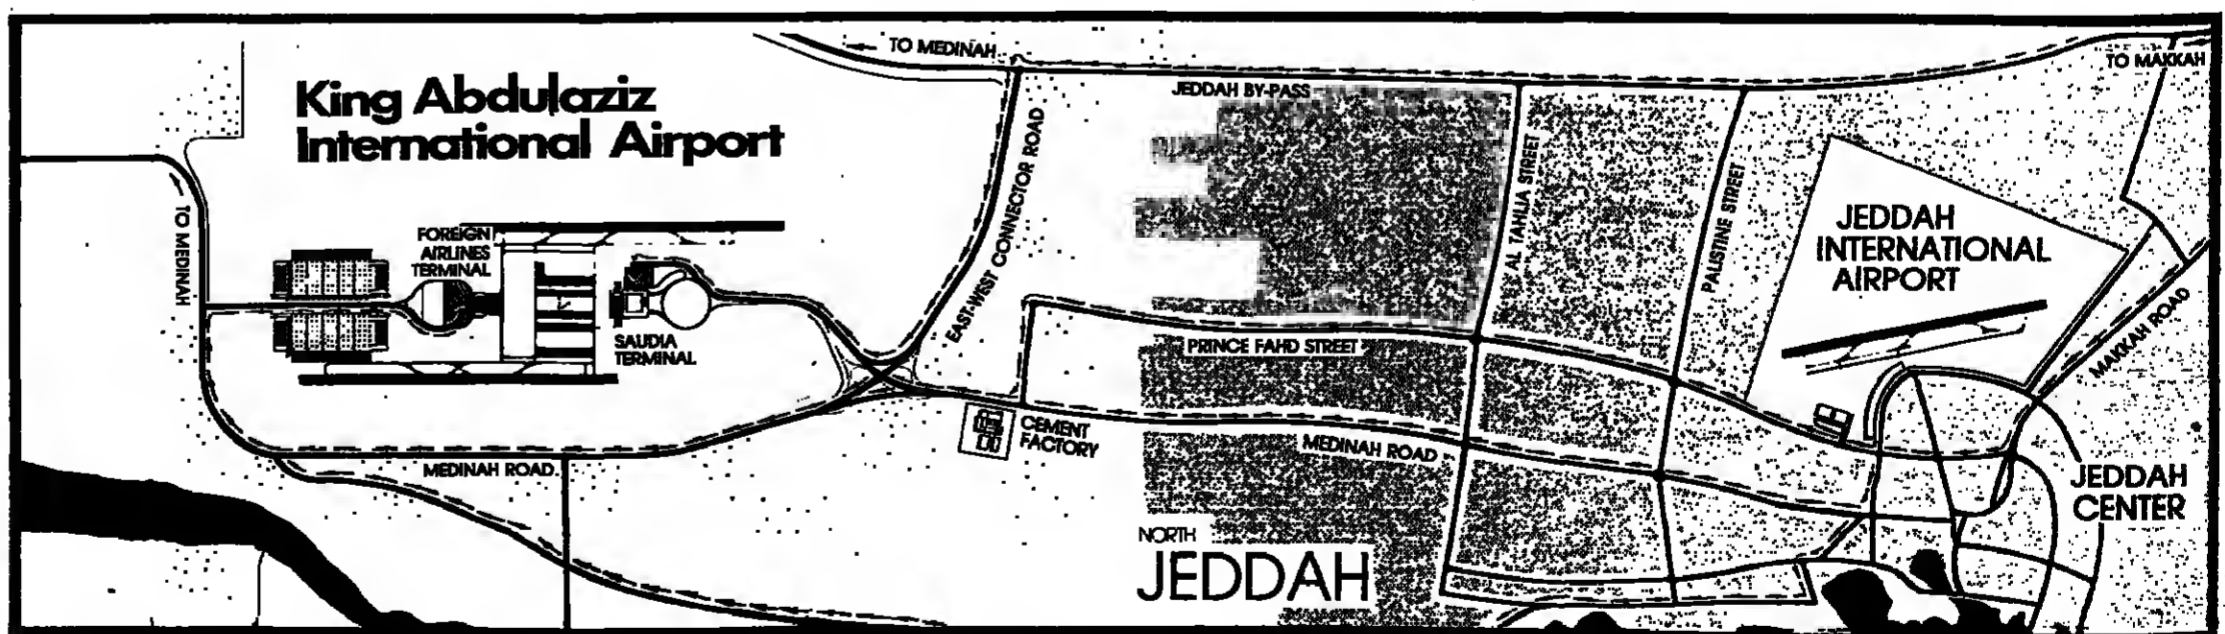 TO MEDINAH
TO MAKKAH
King Abdulaziz
International Airport
JEDDAH BY-PASS
EAST-WEST CONNECTOR ROAD
AL TAHLIA STREET
PALISTINE STREET
JEDDAH
INTERNATIONAL
AIRPORT
TO MEDINAH
FOREIGN
AIRLINES
TERMINAL
SAUDIA
TERMINAL
PRINCE FAHD STREET
MAKKAH ROAD
CEMENT
FACTORY
MEDINAH ROAD
MEDINAH ROAD
JEDDAH
CENTER
NORTH
JEDDAH